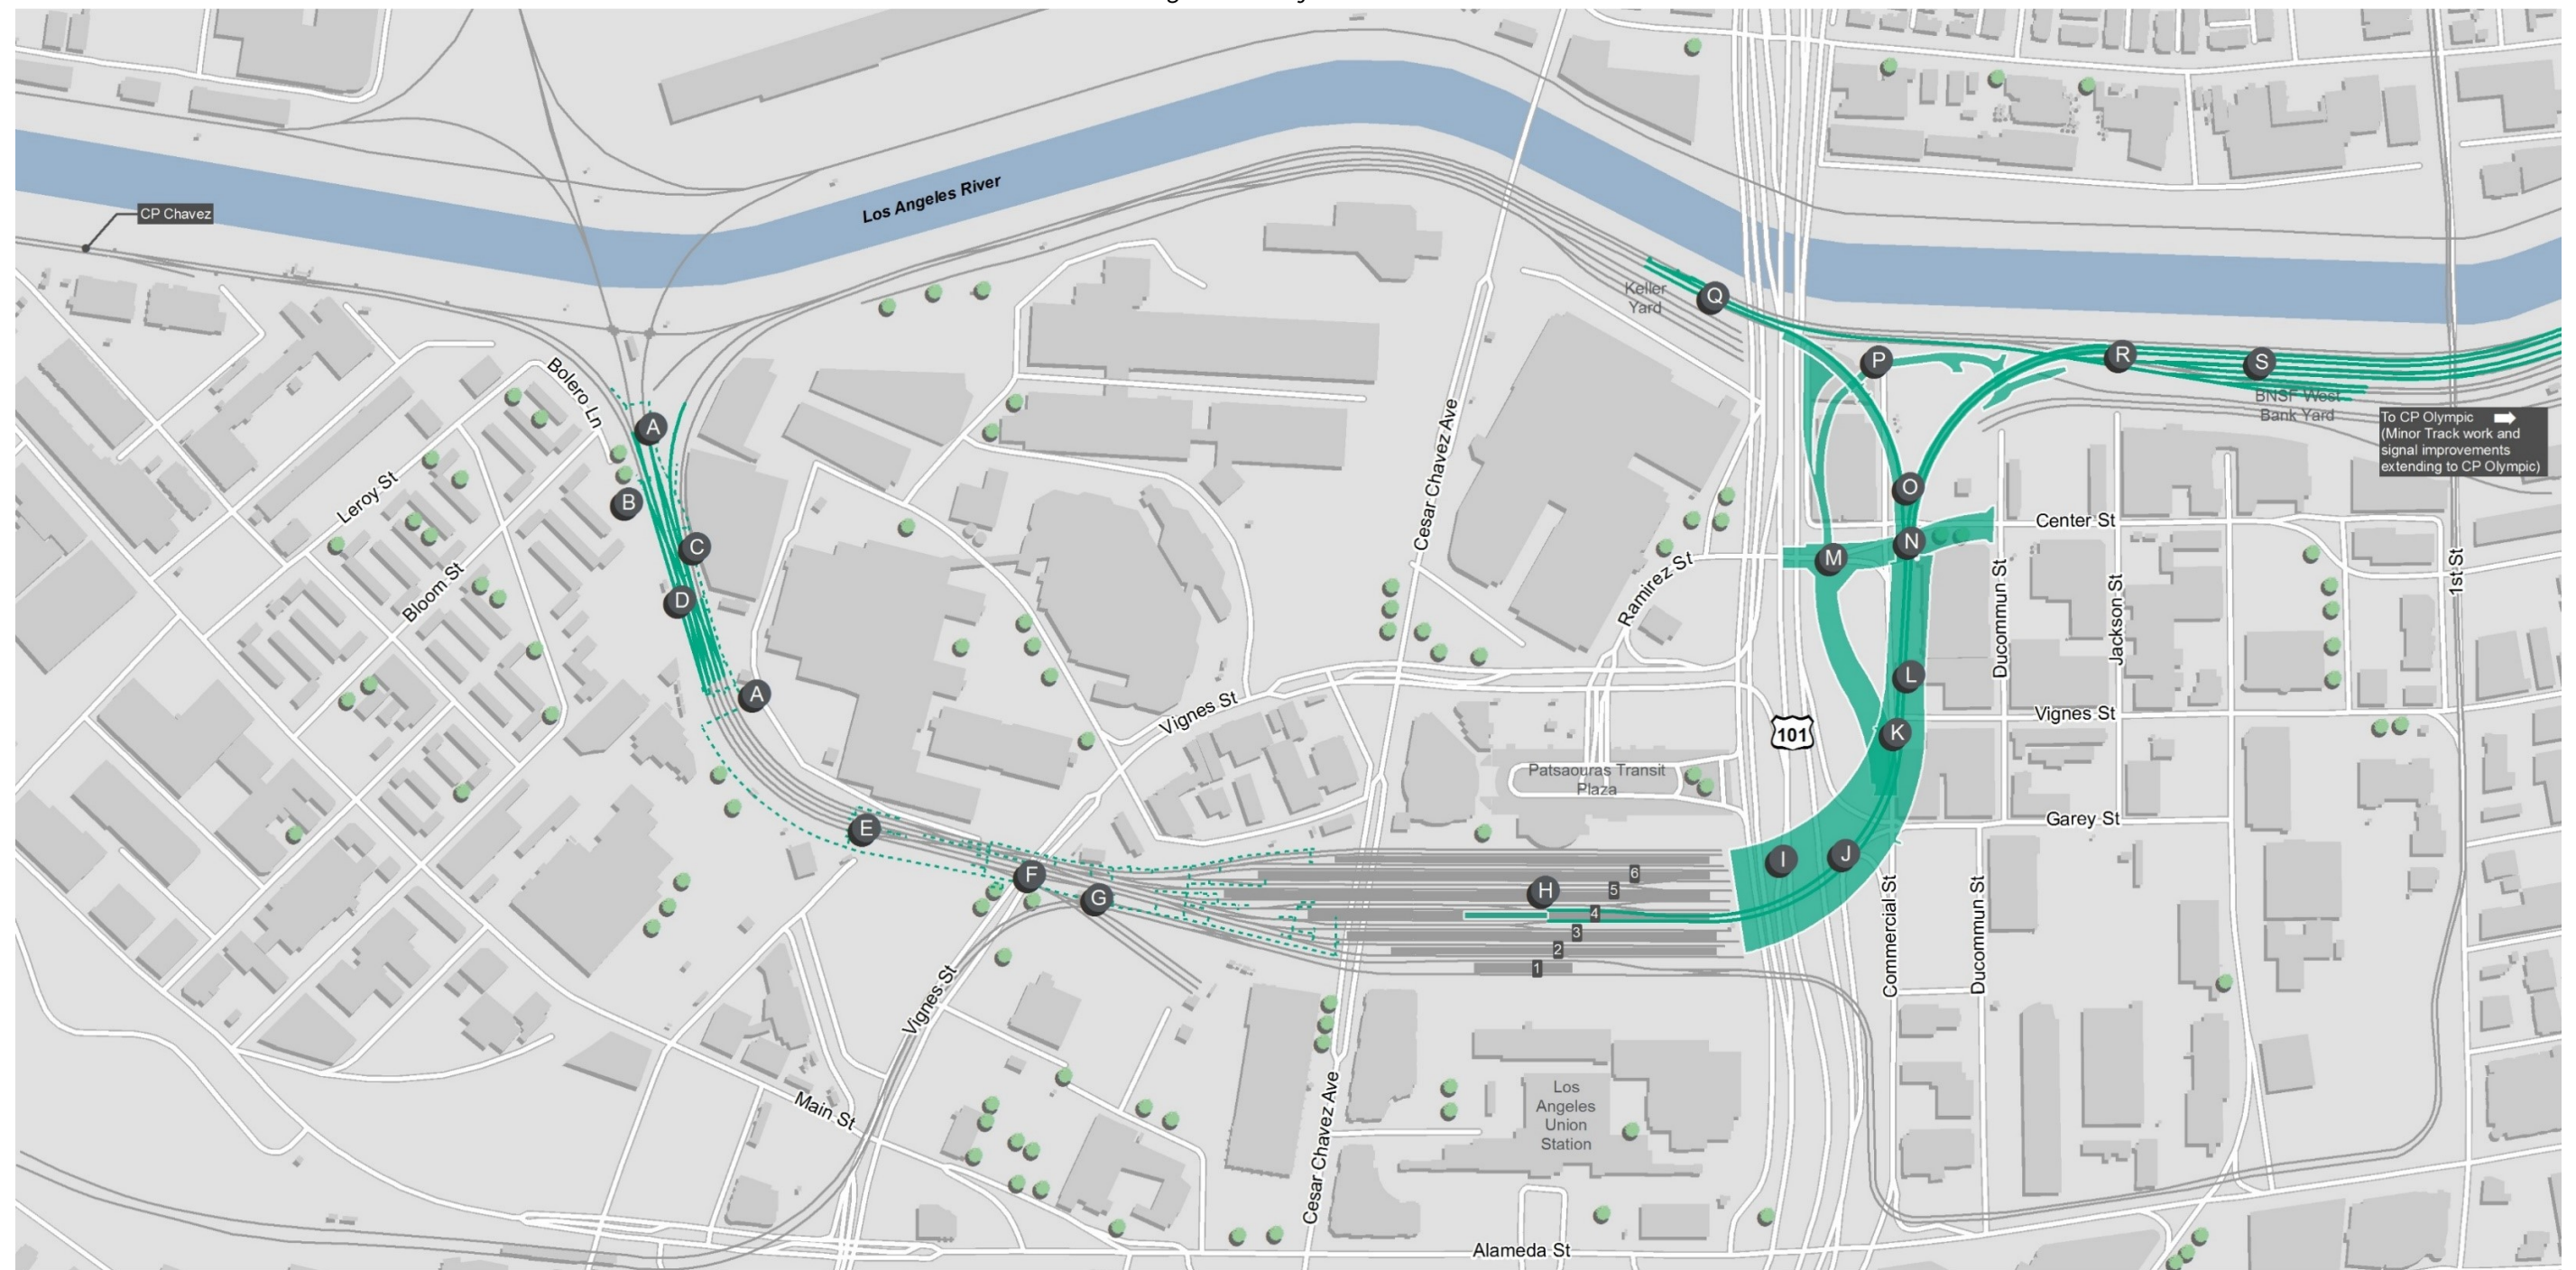 Los Angeles River
CP Chavez
Keller
Yard
Q
P
R
S
BNSF West
Bank Yard
To CP Olympic
(Minor Track work and
signal improvements
extending to CP Olympic)
Bolero Ln
A
B
C
D
A
Leroy St
Bloom St
Cesar Chavez Ave
Ramirez St
O
N
M
Center St
Ducommun St
Jackson St
1st St
L
K
Vignes St
Vignes St
101
Patsaouras Transit
Plaza
Garey St
E
F
G
H
I
J
6
5
4
3
2
1
Commercial St
Ducommun St
Vignes St
Main St
Cesar Chavez Ave
Los
Angeles
Union
Station
Alameda St